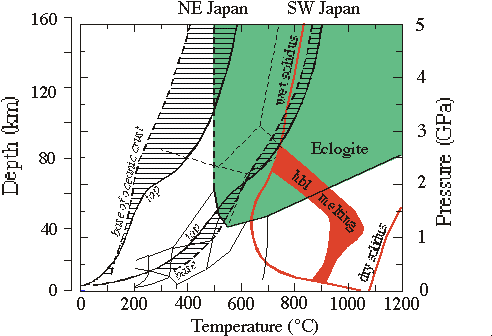 NE Japan SW Japan
160 5
120 4
80 3
40 2
0 1
0
Depth (km)
Pressure (GPa)
base of oceanic crust
top
top
base
wet solidus
Eclogite
hbl melting
dry solidus
0 200 400 600 800 1000 1200
Temperature (°C)